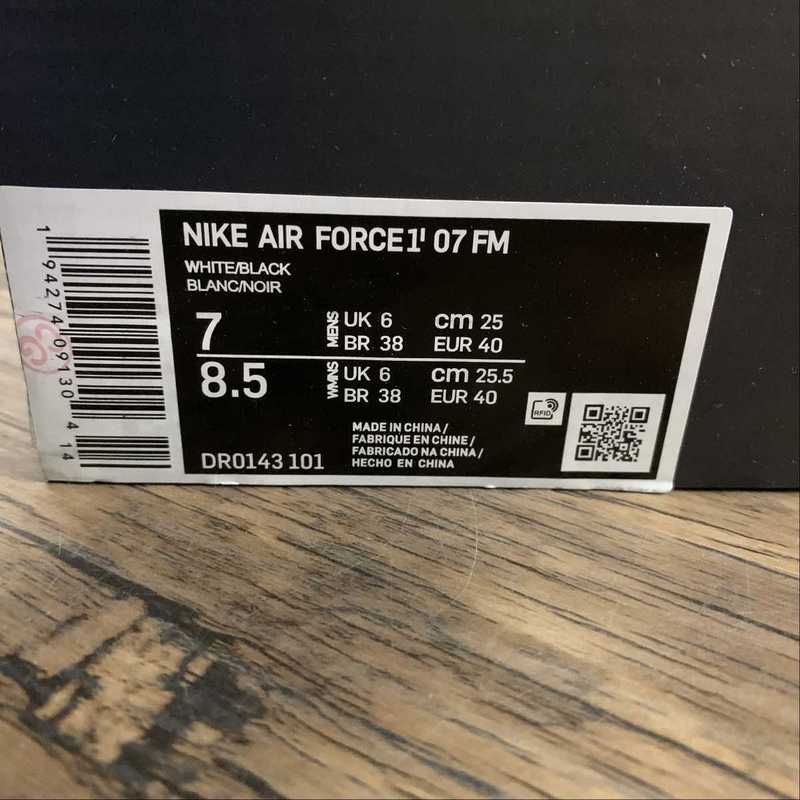 NIKE AIR FORCE 1' 07 FM
WHITE/BLACK
BLANC/NOIR
7 MENS UK 6 cm 25
BR 38 EUR 40
8.5 WMNS UK 6 cm 25.5
BR 38 EUR 40
RFID
MADE IN CHINA /
FABRIQUE EN CHINE /
FABRICADO NA CHINA /
HECHO EN CHINA
DR0143 101
1 94274 09130 4 14